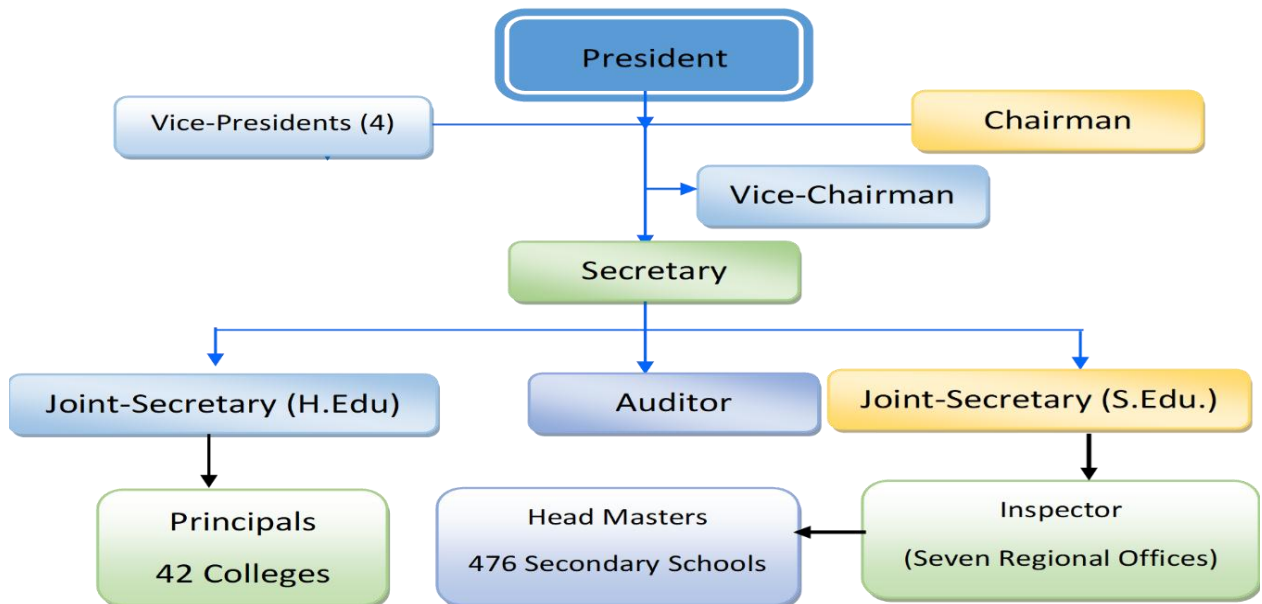 President
Vice-Presidents (4)
Chairman
Vice-Chairman
Secretary
Joint-Secretary (H.Edu)
Auditor
Joint-Secretary (S.Edu.)
Principals
42 Colleges
Head Masters
476 Secondary Schools
Inspector
(Seven Regional Offices)